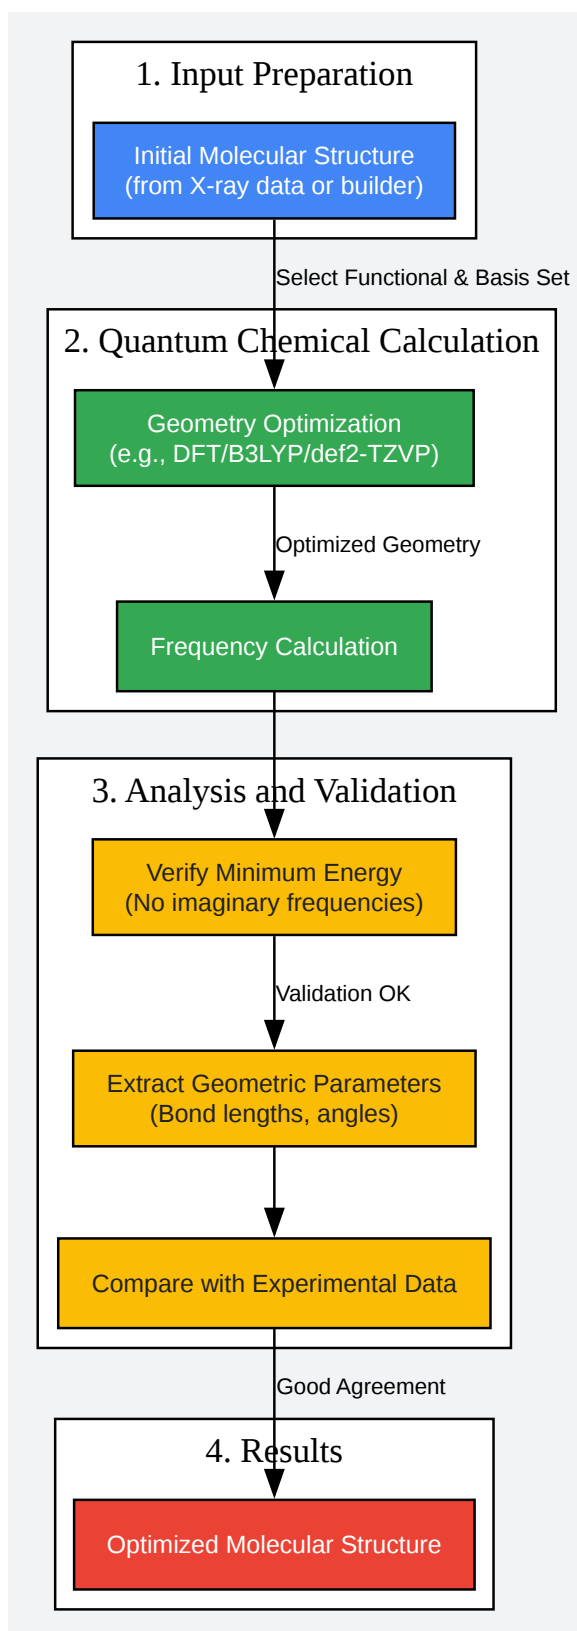 1. Input Preparation
Initial Molecular Structure
(from X-ray data or builder)
Select Functional & Basis Set
2. Quantum Chemical Calculation
Geometry Optimization
(e.g., DFT/B3LYP/def2-TZVP)
Optimized Geometry
Frequency Calculation
3. Analysis and Validation
Verify Minimum Energy
(No imaginary frequencies)
Validation OK
Extract Geometric Parameters
(Bond lengths, angles)
Compare with Experimental Data
Good Agreement
4. Results
Optimized Molecular Structure